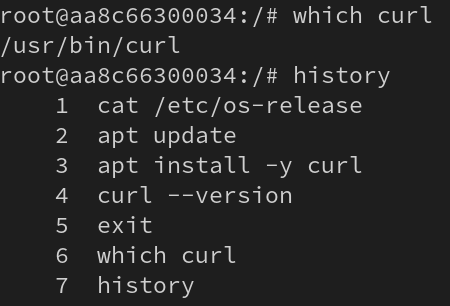 root@aa8c66300034:/# which curl
/usr/bin/curl
root@aa8c66300034:/# history
    1  cat /etc/os-release
    2  apt update
    3  apt install -y curl
    4  curl --version
    5  exit
    6  which curl
    7  history